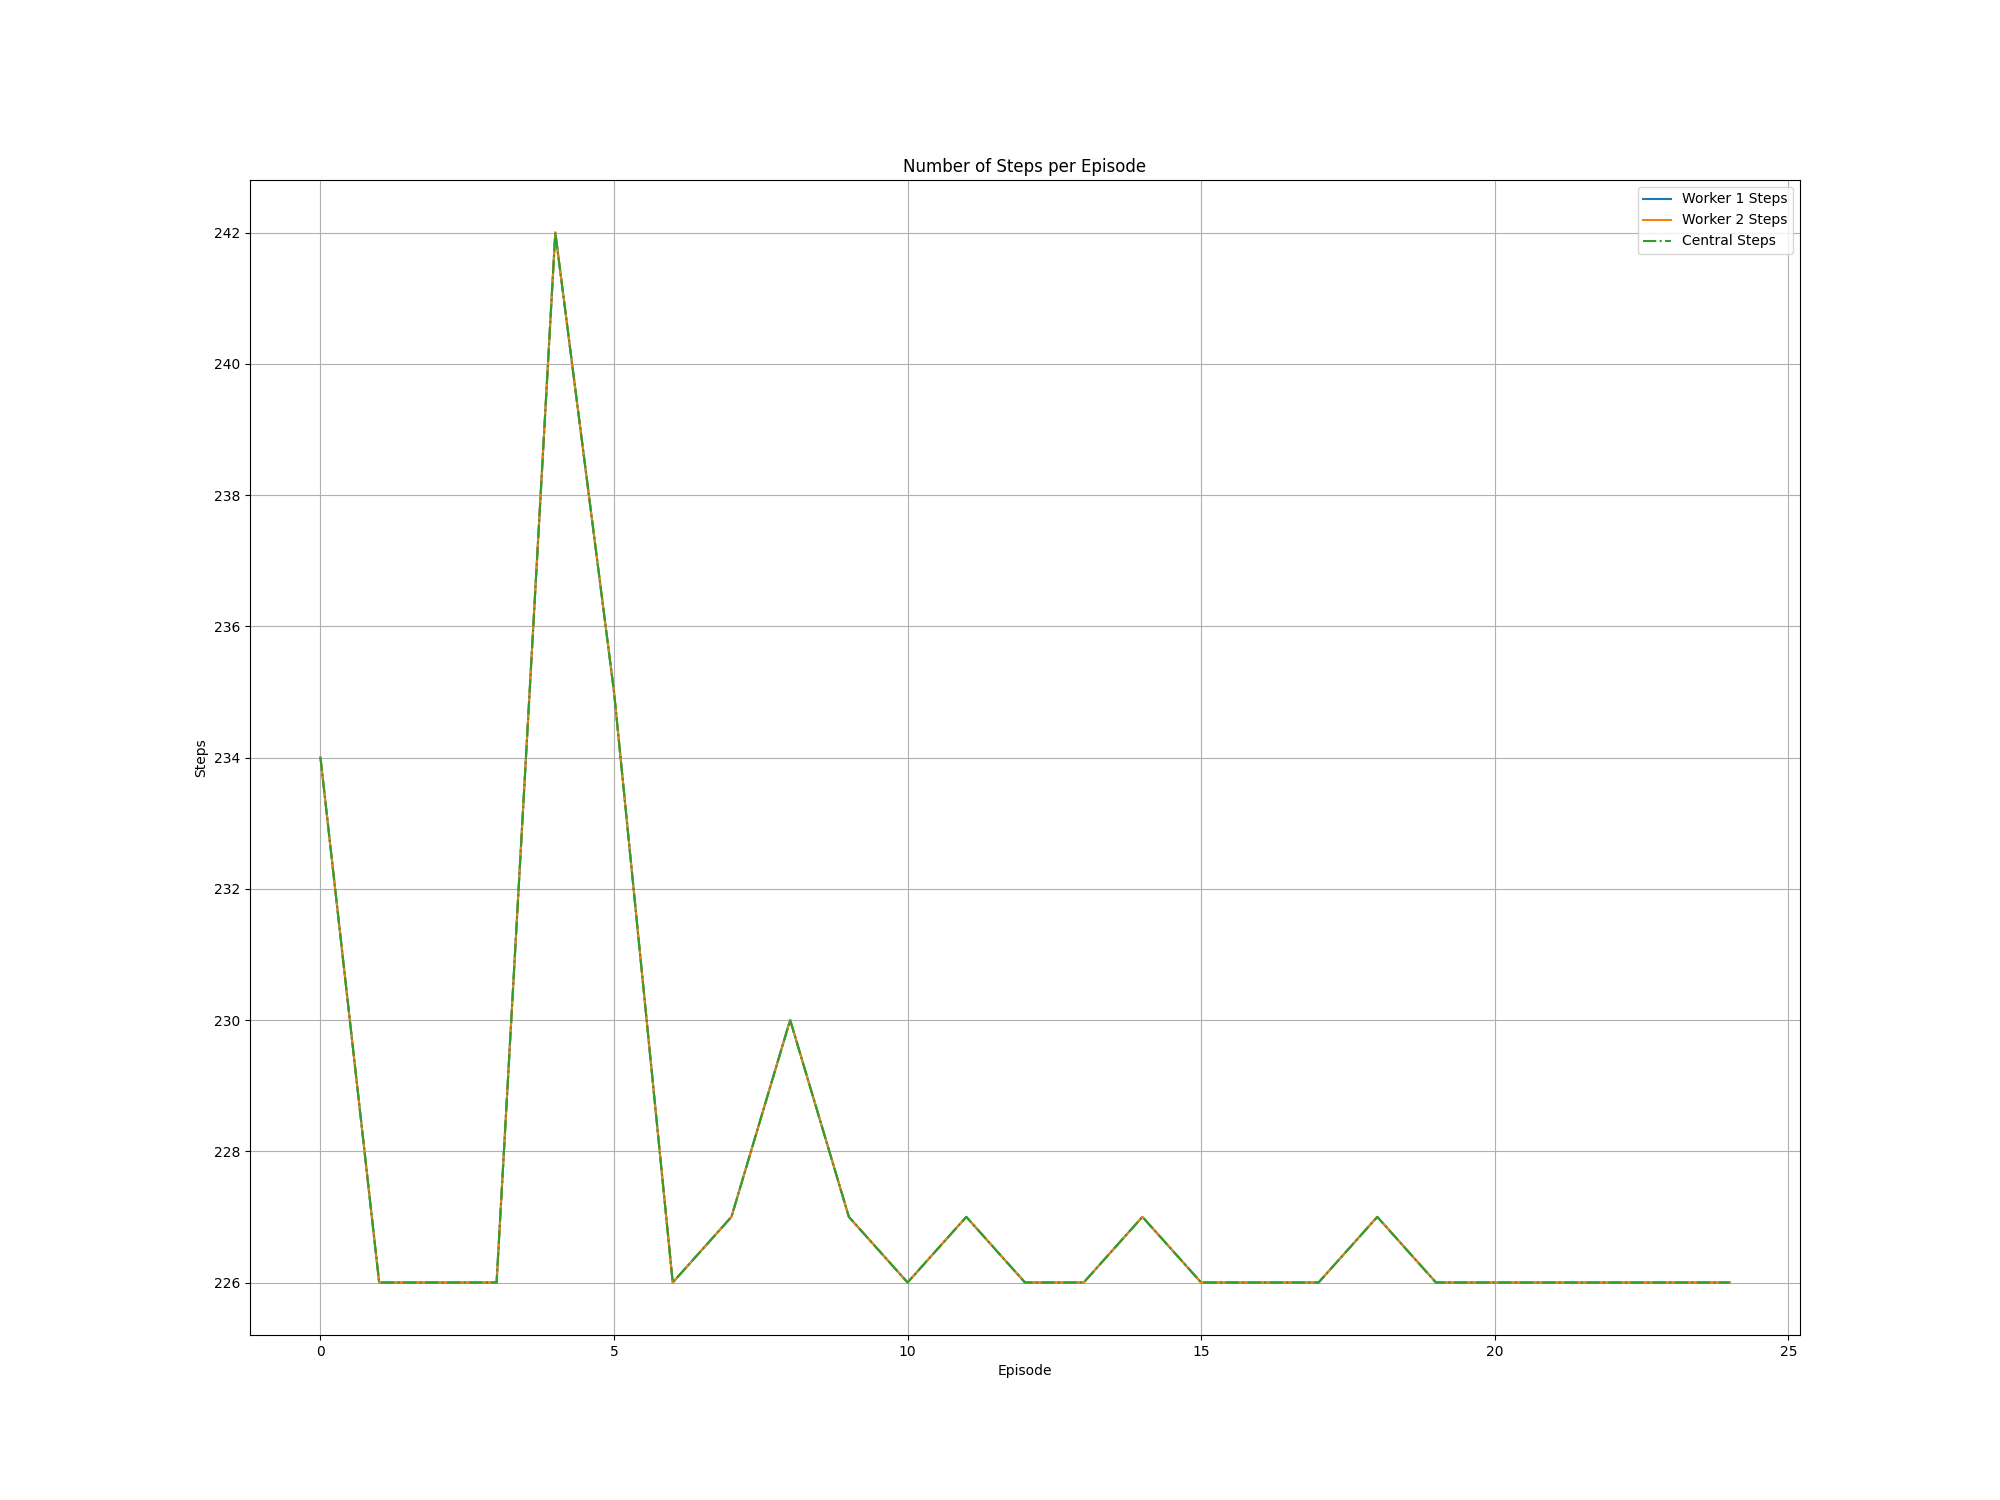 Number of Steps per Episode
Worker 1 Steps
Worker 2 Steps
Central Steps
242
240
238
236
234
232
230
228
226
Steps
0 5 10 15 20 25
Episode